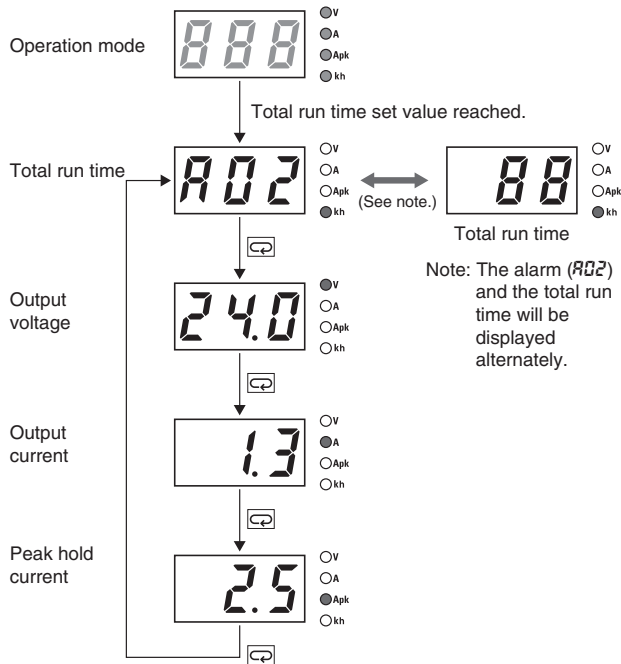 Operation mode
888
V
A
Apk
kh
Total run time set value reached.
Total run time
A02
V
A
Apk
kh
(See note.)
88
V
A
Apk
kh
Total run time
Note: The alarm (A02)
and the total run
time will be
displayed
alternately.
Output
voltage
24.0
V
A
Apk
kh
Output
current
1.3
V
A
Apk
kh
Peak hold
current
2.5
V
A
Apk
kh